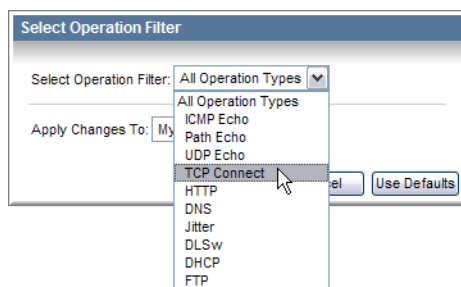 Select Operation Filter
Select Operation Filter: All Operation Types
All Operation Types
ICMP Echo
Apply Changes To: My
Path Echo
UDP Echo
TCP Connect
HTTP
Use Defaults
DNS
Jitter
DLSw
DHCP
FTP